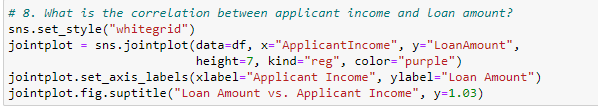 # 8. What is the correlation between applicant income and loan amount?
sns.set_style("whitegrid")
jointplot = sns.jointplot(data=df, x="ApplicantIncome", y="LoanAmount",
                          height=7, kind="reg", color="purple")
jointplot.set_axis_labels(xlabel="Applicant Income", ylabel="Loan Amount")
jointplot.fig.suptitle("Loan Amount vs. Applicant Income", y=1.03)